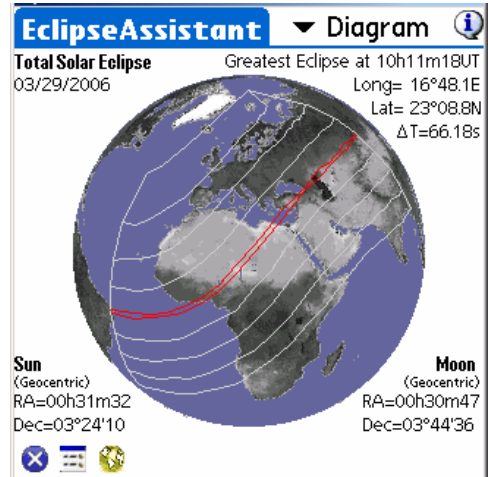 EclipseAssistant
Diagram
Total Solar Eclipse
03/29/2006
Greatest Eclipse at 10h11m18UT
Long= 16°48.1E
Lat= 23°08.8N
ΔT=66.18s
Sun
(Geocentric)
RA=00h31m32
Dec=03°24'10
Moon
(Geocentric)
RA=00h30m47
Dec=03°44'36